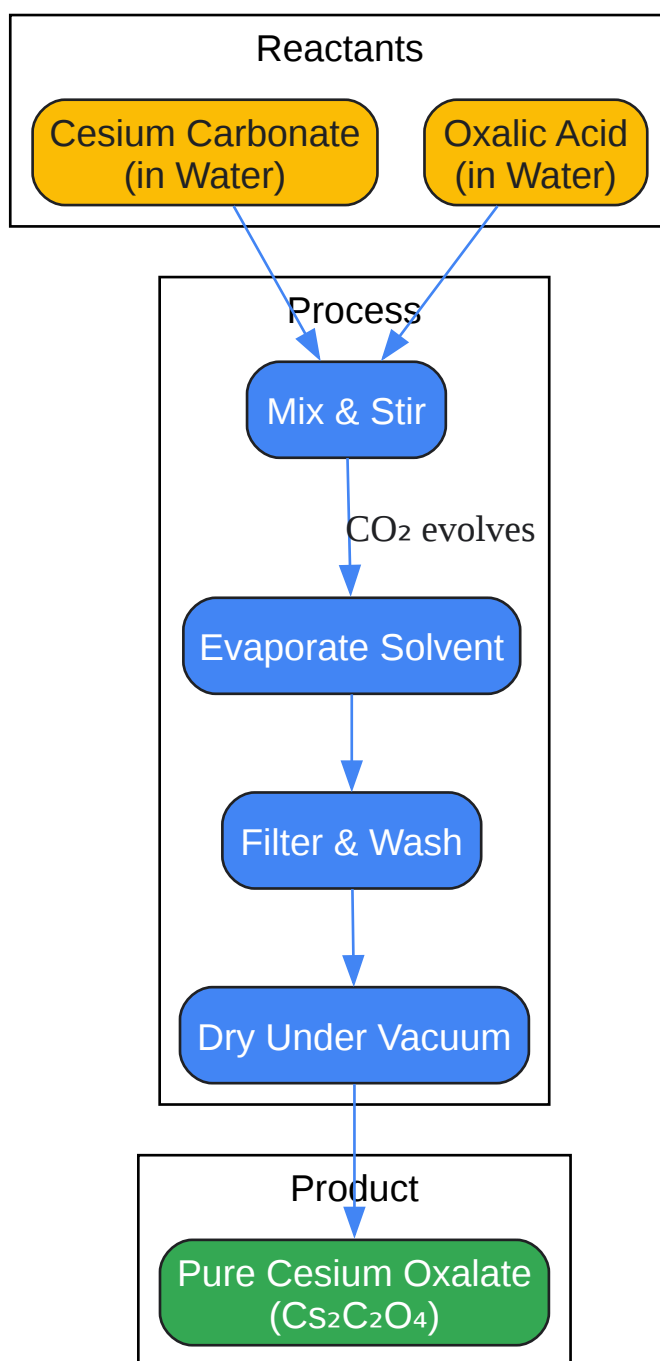 Reactants
Cesium Carbonate
(in Water)
Oxalic Acid
(in Water)
Process
Mix & Stir
CO₂ evolves
Evaporate Solvent
Filter & Wash
Dry Under Vacuum
Product
Pure Cesium Oxalate
(Cs₂C₂O₄)